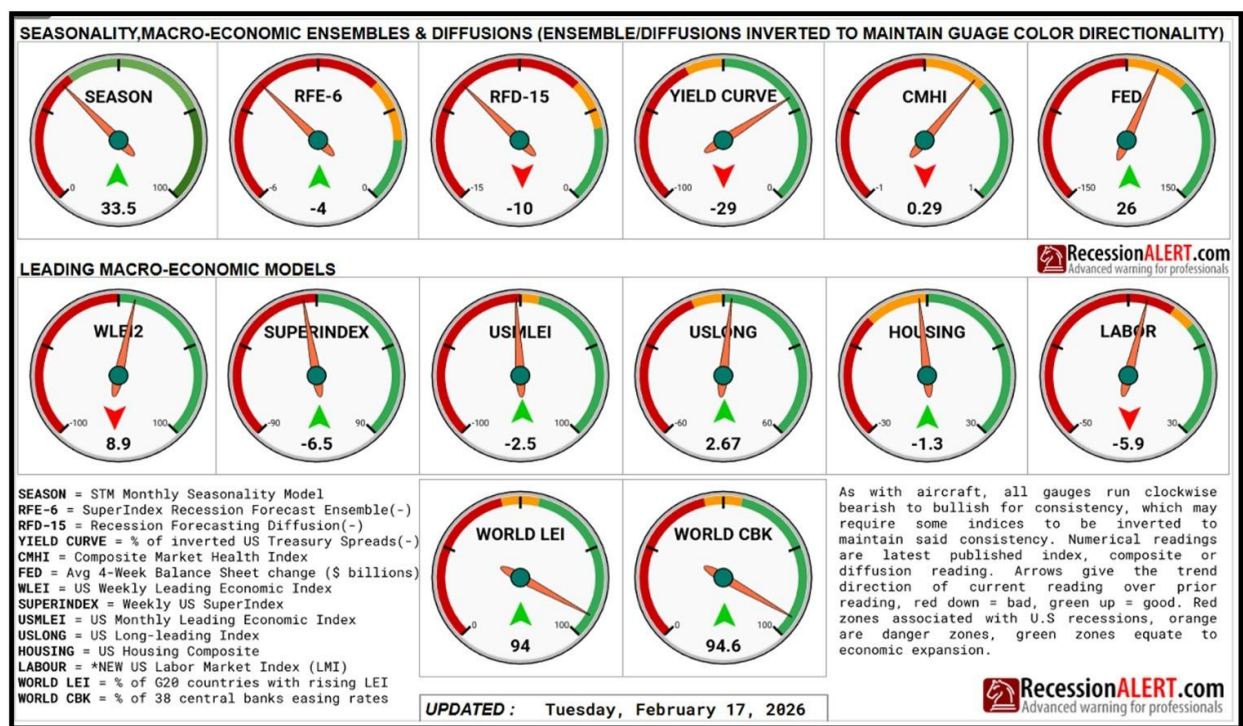 SEASONALITY,MACRO-ECONOMIC ENSEMBLES & DIFFUSIONS (ENSEMBLE/DIFFUSIONS INVERTED TO MAINTAIN GUAGE COLOR DIRECTIONALITY)
SEASON
0 100
33.5
RFE-6
-6 0
-4
RFD-15
-15 0
-10
YIELD CURVE
-100 0
-29
CMHI
-1 1
0.29
FED
-150 150
26
RecessionALERT.com
Advanced warning for professionals
LEADING MACRO-ECONOMIC MODELS
WLEI2
-100 100
8.9
SUPERINDEX
-90 90
-6.5
USMLEI
-100 100
-2.5
USLONG
-60 60
2.67
HOUSING
-30 30
-1.3
LABOR
-50 30
-5.9
SEASON = STM Monthly Seasonality Model
RFE-6 = SuperIndex Recession Forecast Ensemble(-)
RFD-15 = Recession Forecasting Diffusion(-)
YIELD CURVE = % of inverted US Treasury Spreads(-)
CMHI = Composite Market Health Index
FED = Avg 4-Week Balance Sheet change ($ billions)
WLEI = US Weekly Leading Economic Index
SUPERINDEX = Weekly US SuperIndex
USMLEI = US Monthly Leading Economic Index
USLONG = US Long-leading Index
HOUSING = US Housing Composite
LABOUR = *NEW US Labor Market Index (LMI)
WORLD LEI = % of G20 countries with rising LEI
WORLD CBK = % of 38 central banks easing rates
WORLD LEI
0 100
94
WORLD CBK
0 100
94.6
UPDATED : Tuesday, February 17, 2026
As with aircraft, all gauges run clockwise
bearish to bullish for consistency, which may
require some indices to be inverted to
maintain said consistency. Numerical readings
are latest published index, composite or
diffusion reading. Arrows give the trend
direction of current reading over prior
reading, red down = bad, green up = good. Red
zones associated with U.S recessions, orange
are danger zones, green zones equate to
economic expansion.
RecessionALERT.com
Advanced warning for professionals